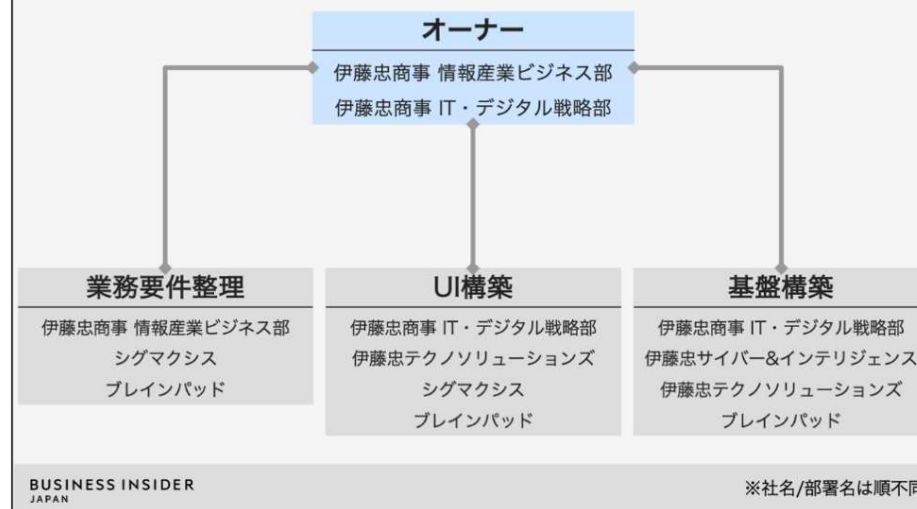 オーナー
伊藤忠商事 情報産業ビジネス部
伊藤忠商事 IT・デジタル戦略部
業務要件整理
伊藤忠商事 情報産業ビジネス部
シグマクシス
ブレインパッド
UI構築
伊藤忠商事 IT・デジタル戦略部
伊藤忠テクノソリューションズ
シグマクシス
ブレインパッド
基盤構築
伊藤忠商事 IT・デジタル戦略部
伊藤忠サイバー&インテリジェンス
伊藤忠テクノソリューションズ
ブレインパッド
BUSINESS INSIDER
JAPAN
※社名/部署名は順不同